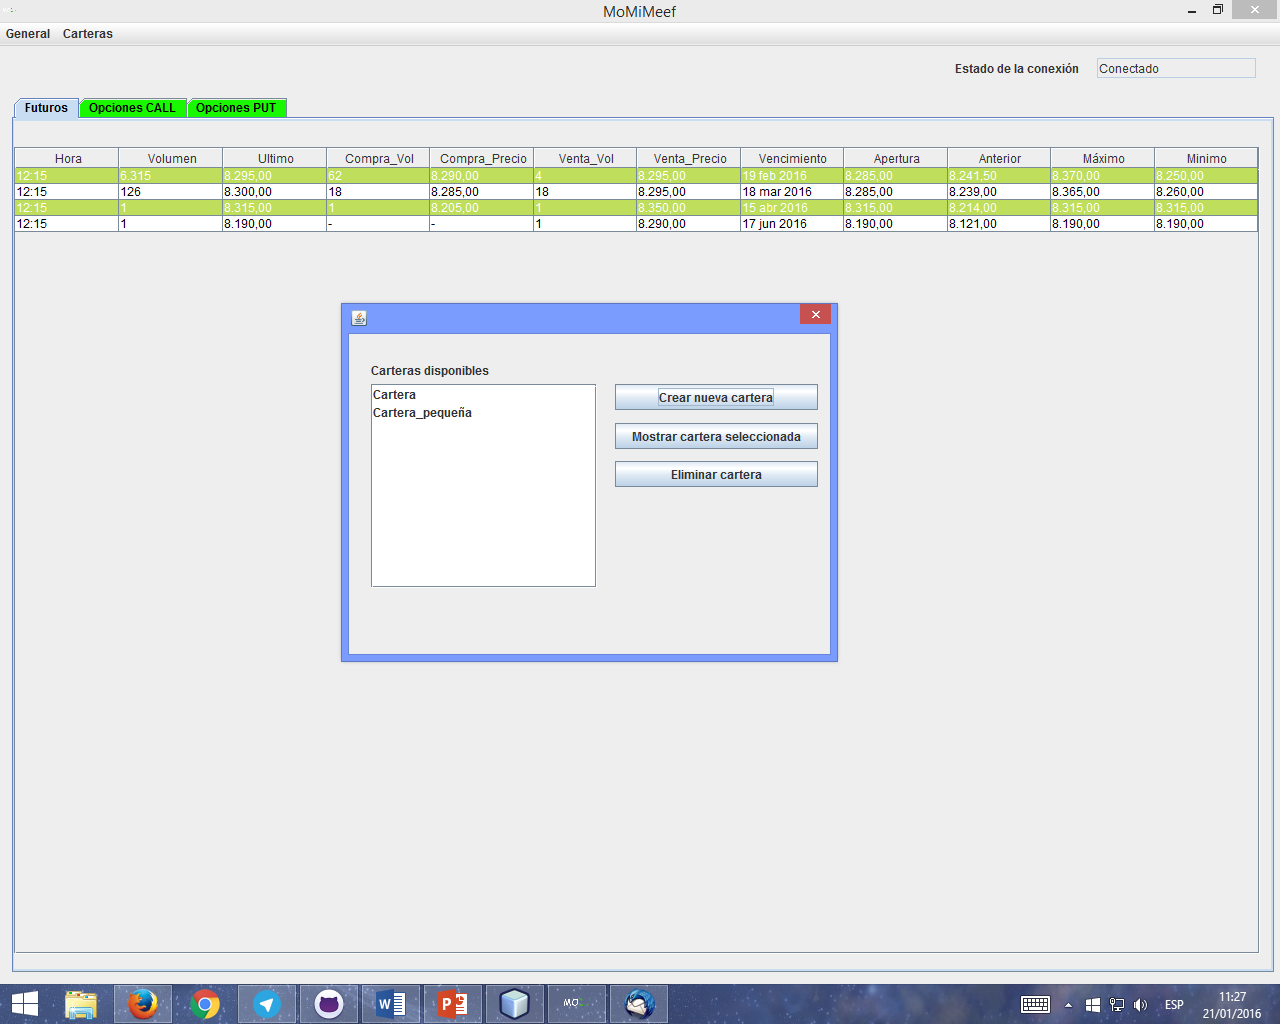 MoMiMeef
General Carteras
Estado de la conexión Conectado
Futuros Opciones CALL Opciones PUT
Hora Volumen Ultimo Compra_Vol Compra_Precio Venta_Vol Venta_Precio Vencimiento Apertura Anterior Máximo Minimo
12:15 6.315 8.295,00 62 8.290,00 4 8.295,00 19 feb 2016 8.285,00 8.241,50 8.370,00 8.250,00
12:15 126 8.300,00 18 8.285,00 18 8.295,00 18 mar 2016 8.285,00 8.239,00 8.365,00 8.260,00
12:15 1 8.315,00 1 8.205,00 1 8.350,00 15 abr 2016 8.315,00 8.214,00 8.315,00 8.315,00
12:15 1 8.190,00 - - 1 8.290,00 17 jun 2016 8.190,00 8.121,00 8.190,00 8.190,00
Carteras disponibles
Cartera
Cartera_pequeña
Crear nueva cartera
Mostrar cartera seleccionada
Eliminar cartera
ESP
11:27
21/01/2016